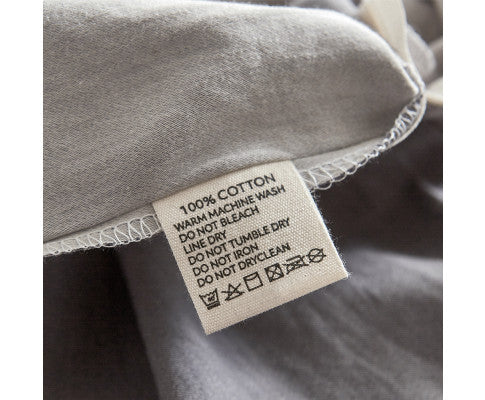 100% COTTON
WARM MACHINE WASH
DO NOT BLEACH
LINE DRY
DO NOT TUMBLE DRY
DO NOT IRON
DO NOT DRYCLEAN